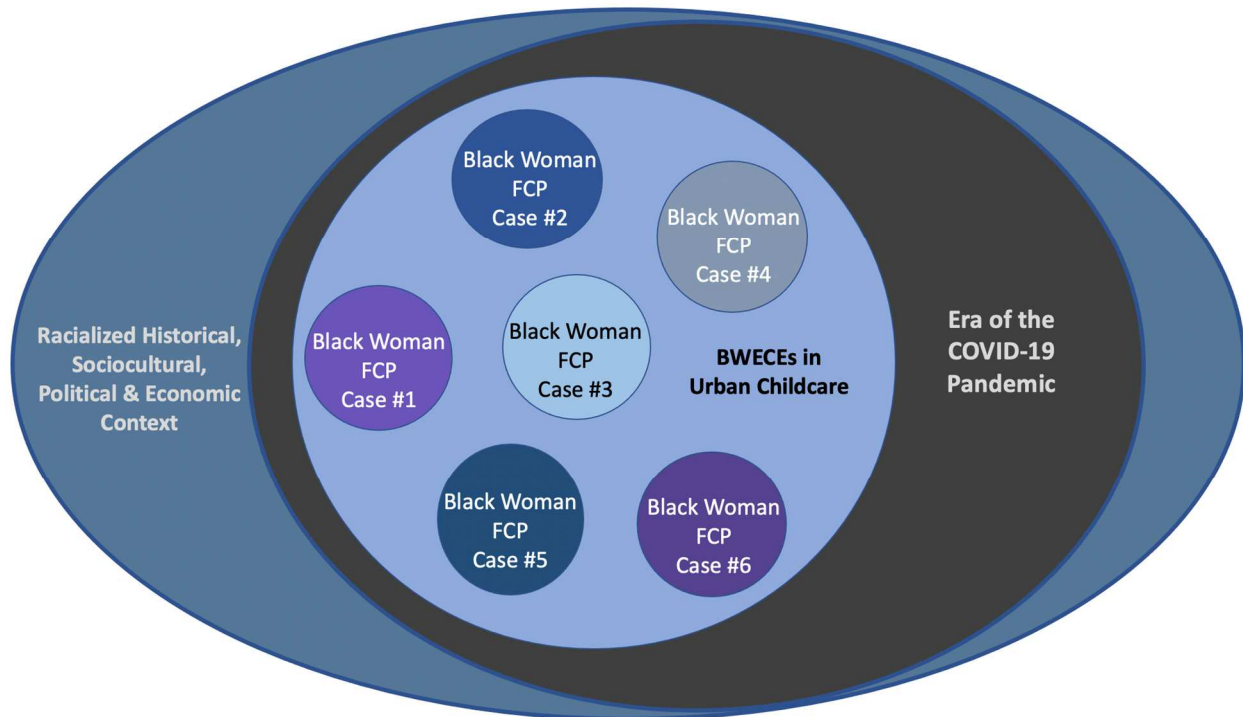 Racialized Historical,
Sociocultural,
Political & Economic
Context
Black Woman
FCP
Case #1
Black Woman
FCP
Case #2
Black Woman
FCP
Case #3
Black Woman
FCP
Case #4
Black Woman
FCP
Case #5
Black Woman
FCP
Case #6
BWECEs in
Urban Childcare
Era of the
COVID-19
Pandemic